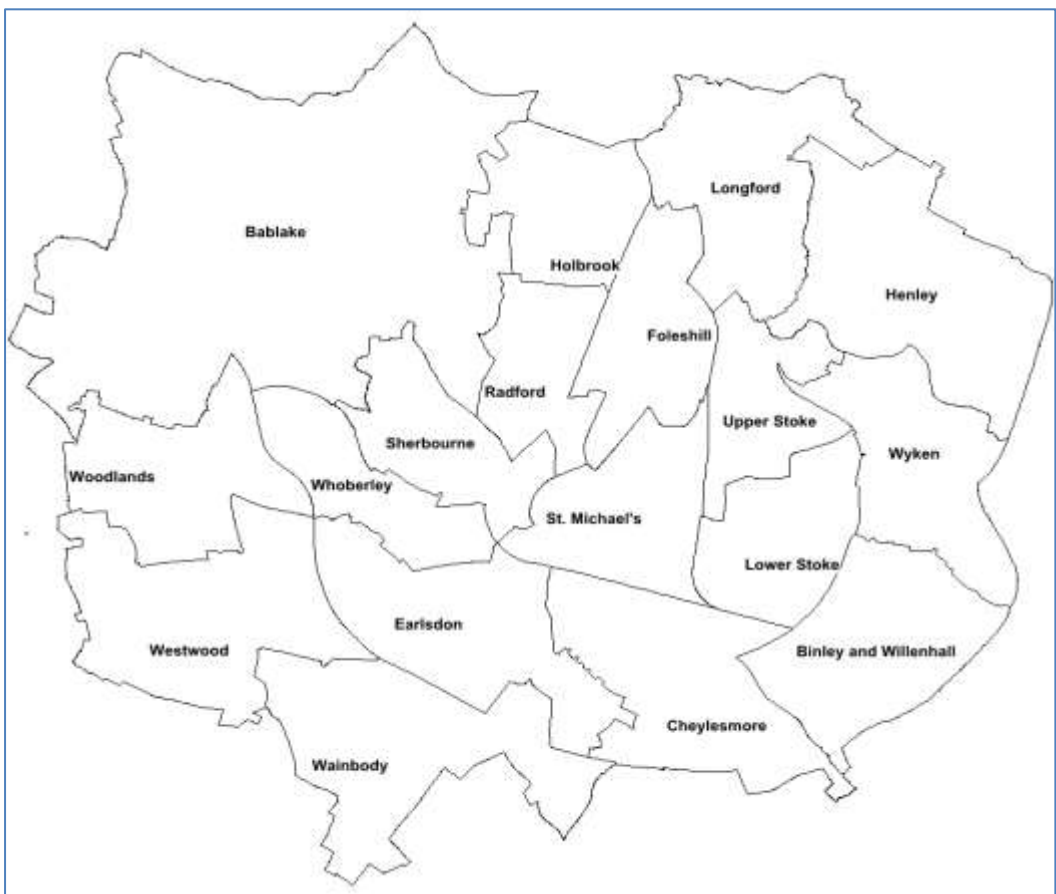 Longford
Bablake
Holbrook
Henley
Foleshill
Radford
Upper Stoke
Sherbourne
Wyken
Woodlands
Whoberley
St. Michael's
Lower Stoke
Earlsdon
Westwood
Binley and Willenhall
Cheylesmore
Wainbody